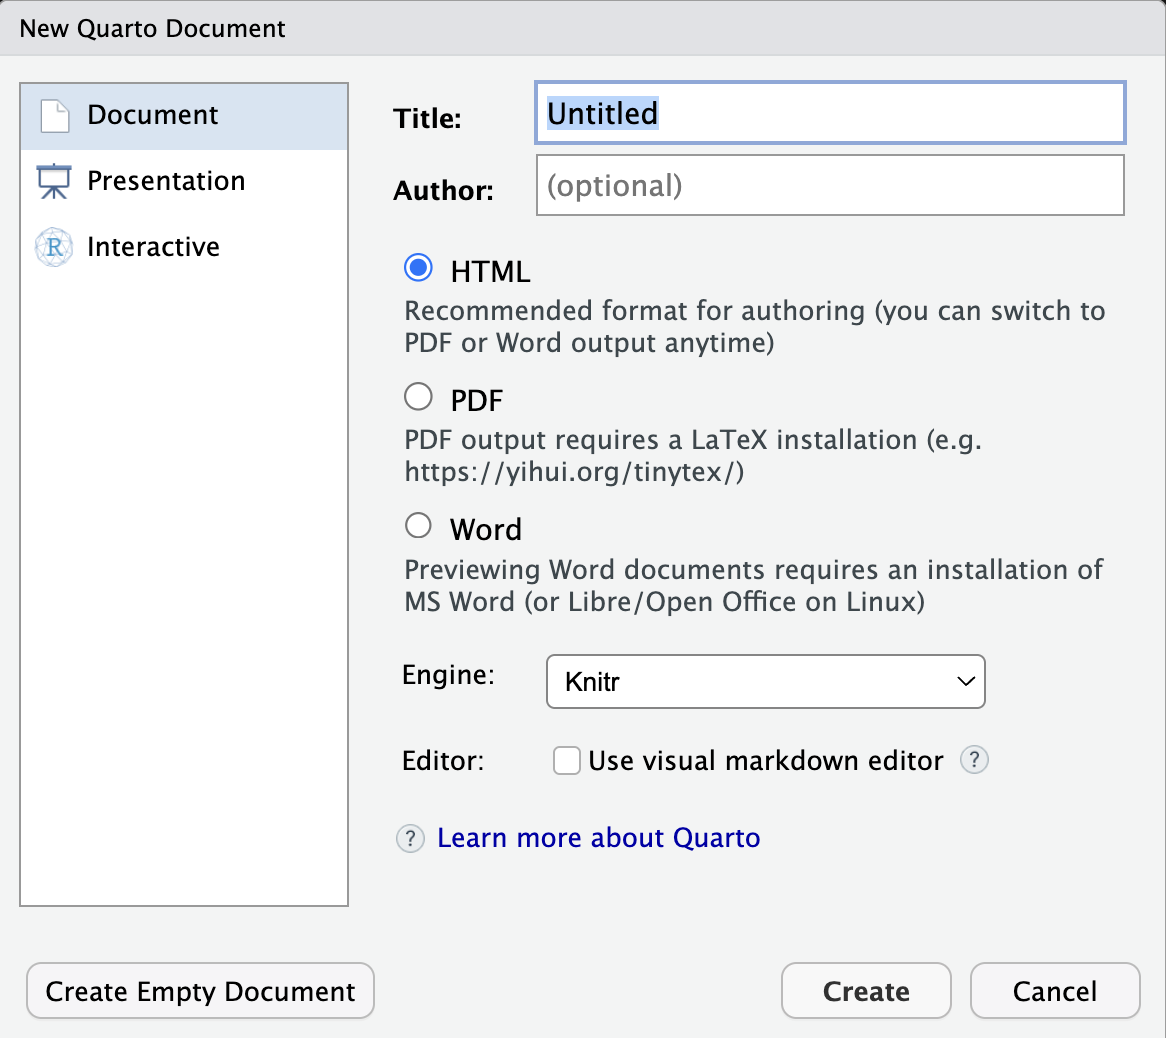 New Quarto Document
Document
Presentation
R Interactive
Title: Untitled
Author: (optional)
HTML
Recommended format for authoring (you can switch to
PDF or Word output anytime)
PDF
PDF output requires a LaTeX installation (e.g.
https://yihui.org/tinytex/)
Word
Previewing Word documents requires an installation of
MS Word (or Libre/Open Office on Linux)
Engine: Knitr
Editor: Use visual markdown editor ?
? Learn more about Quarto
Create Empty Document Create Cancel